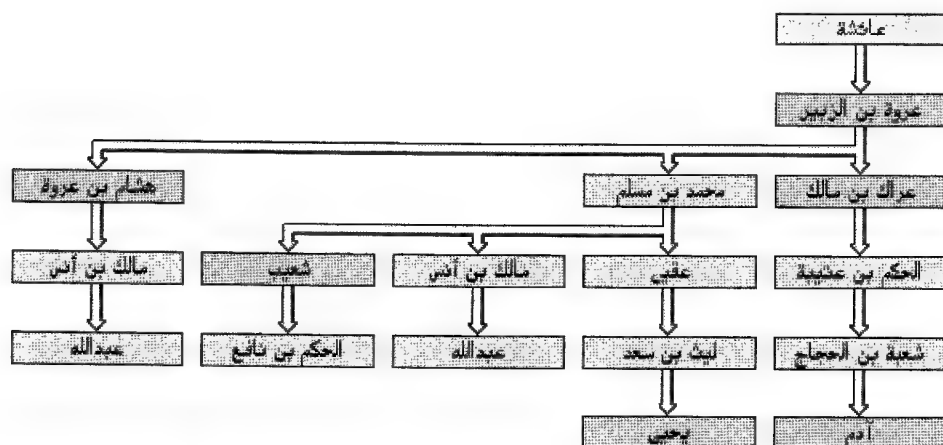 عائشة
عروة بن الزبير
عراك بن مالك
محمد بن مسلم
هشام بن عروة
الحكم بن عتيبة
عقبي
مالك بن أنس
شعيب
مالك بن أنس
شعبة بن الحجاج
ليث بن سعد
عبدالله
الحكم بن نافع
عبدالله
آدم
يحيى